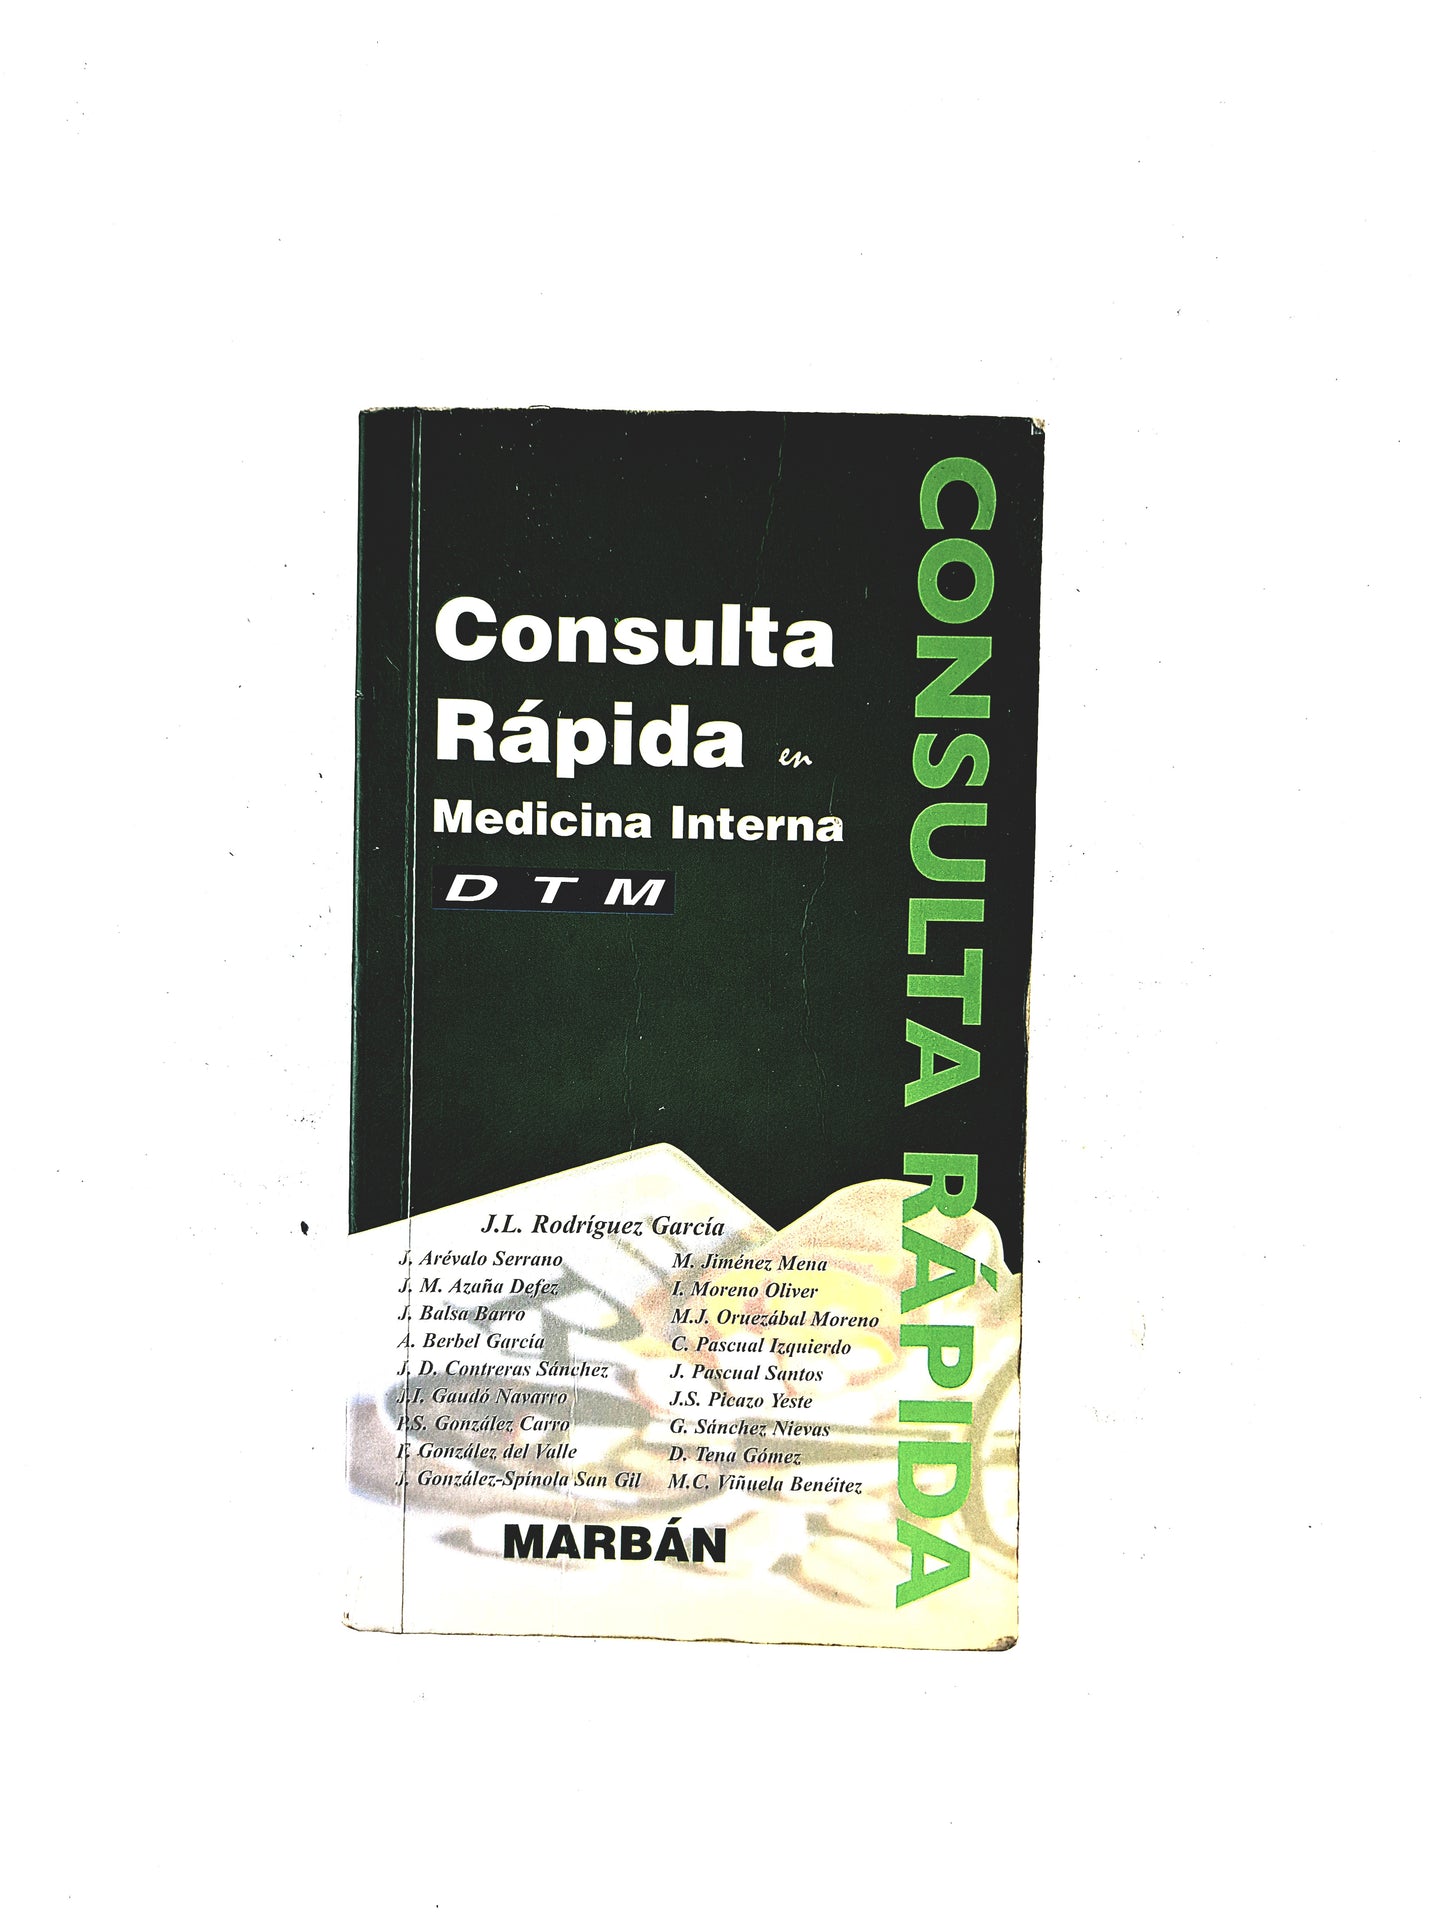 Consulta
Rápida en
Medicina Interna
D T M
CONSULTA RÁPIDA
J.L. Rodríguez García
J. Arévalo Serrano
J. M. Azaña Defez
J. Balsa Barro
A. Berbel García
J. D. Contreras Sánchez
J.I. Gaudó Navarro
P.S. González Carro
F. González del Valle
J. González-Spínola San Gil
M. Jiménez Mena
I. Moreno Oliver
M.J. Oruezábal Moreno
C. Pascual Izquierdo
J. Pascual Santos
J.S. Picazo Yeste
G. Sánchez Nievas
D. Tena Gómez
M.C. Viñuela Benéitez
MARBÁN